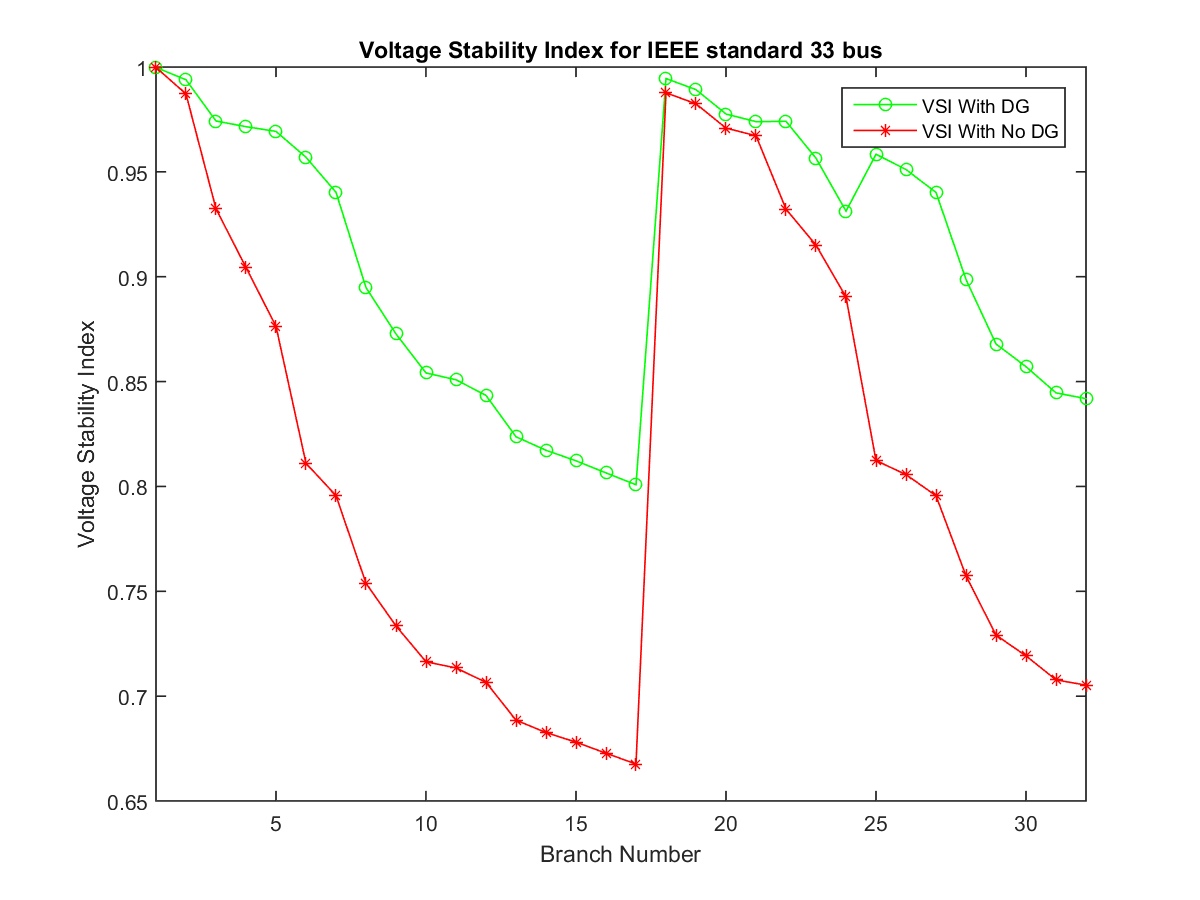 Voltage Stability Index for IEEE standard 33 bus
VSI With DG
VSI With No DG
1
0.95
0.9
0.85
0.8
0.75
0.7
0.65
Voltage Stability Index
5 10 15 20 25 30
Branch Number